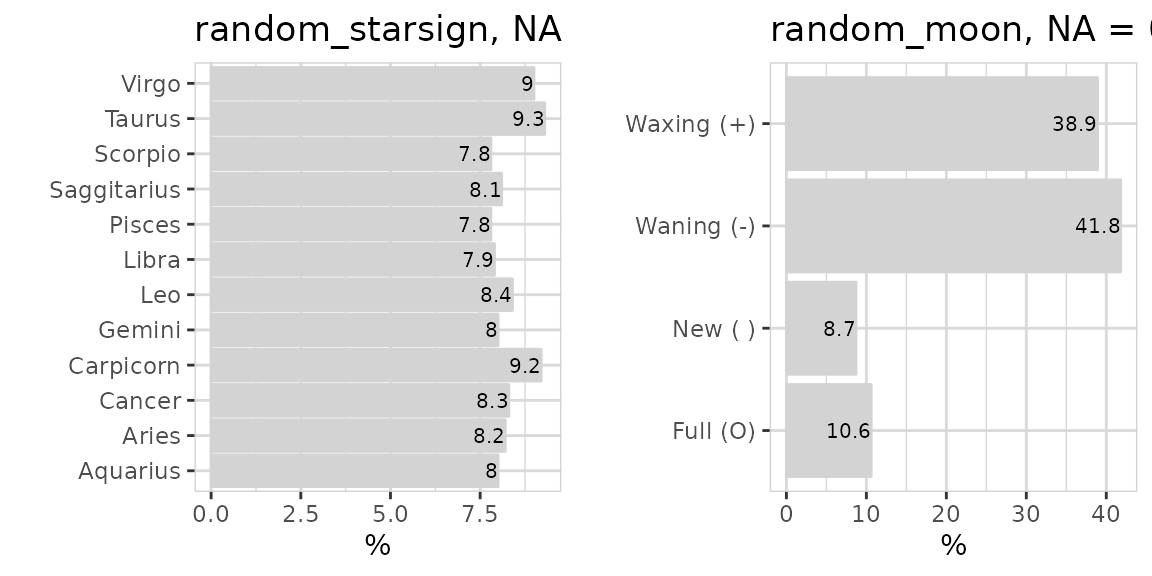 random_starsign, NA
Virgo 9
Taurus 9.3
Scorpio 7.8
Saggitarius 8.1
Pisces 7.8
Libra 7.9
Leo 8.4
Gemini 8
Carpicorn 9.2
Cancer 8.3
Aries 8.2
Aquarius 8
0.0 2.5 5.0 7.5
%
random_moon, NA =
Waxing (+) 38.9
Waning (-) 41.8
New ( ) 8.7
Full (O) 10.6
0 10 20 30 40
%